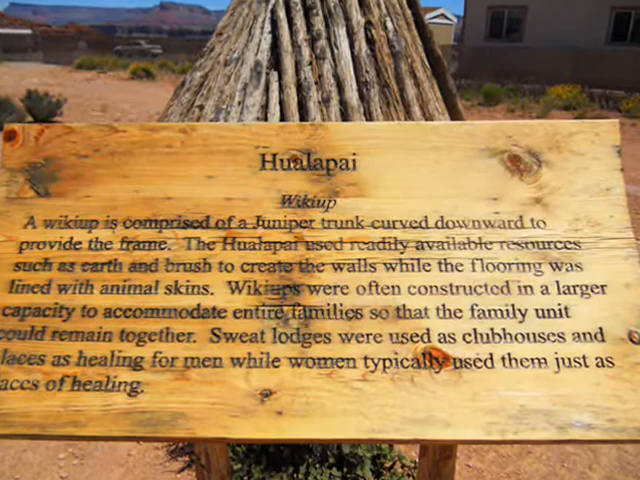 Hualapai
Wikiup
A wikiup is comprised of a Juniper trunk curved downward to
provide the frame. The Hualapai used readily available resources
such as earth and brush to create the walls while the flooring was
lined with animal skins. Wikiups were often constructed in a larger
capacity to accommodate entire families so that the family unit
could remain together. Sweat lodges were used as clubhouses and
laces as healing for men while women typically used them just as
aces of healing.